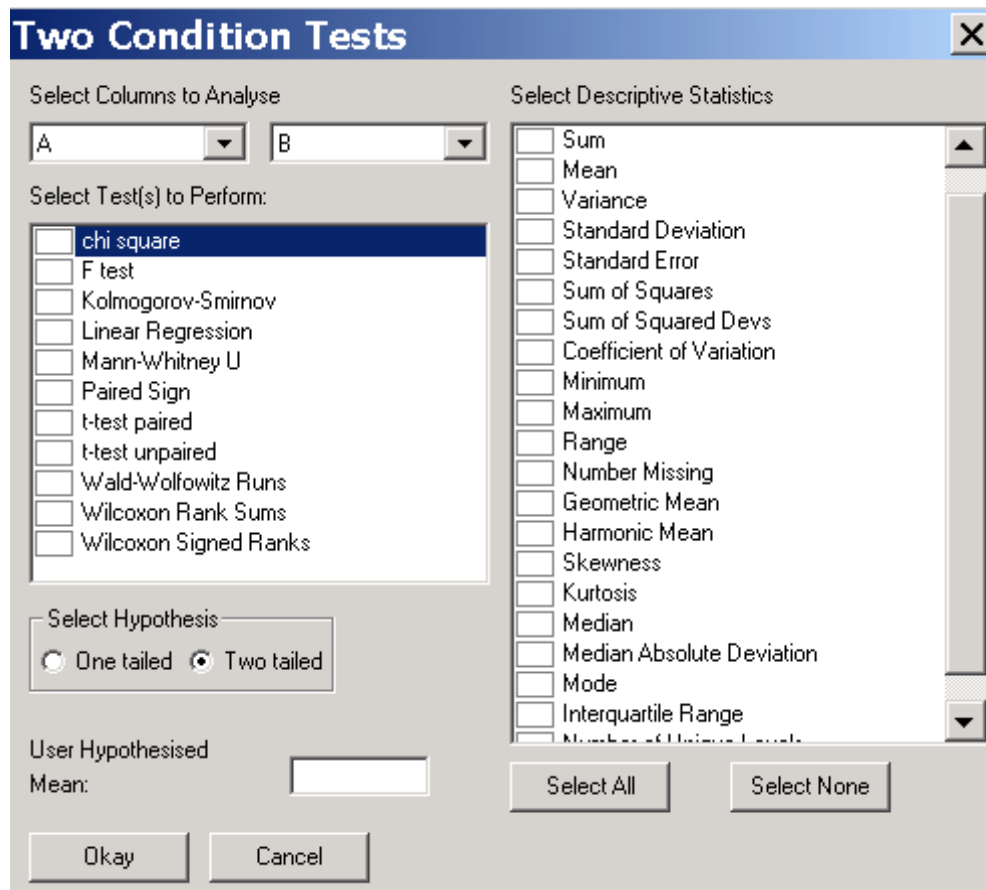 Two Condition Tests
Select Columns to Analyse
A
B
Select Test(s) to Perform:
chi square
F test
Kolmogorov-Smirnov
Linear Regression
Mann-Whitney U
Paired Sign
t-test paired
t-test unpaired
Wald-Wolfowitz Runs
Wilcoxon Rank Sums
Wilcoxon Signed Ranks
Select Hypothesis
One tailed
Two tailed
User Hypothesised
Mean:
Okay
Cancel
Select Descriptive Statistics
Sum
Mean
Variance
Standard Deviation
Standard Error
Sum of Squares
Sum of Squared Devs
Coefficient of Variation
Minimum
Maximum
Range
Number Missing
Geometric Mean
Harmonic Mean
Skewness
Kurtosis
Median
Median Absolute Deviation
Mode
Interquartile Range
Number of Unique Levels
Select All
Select None